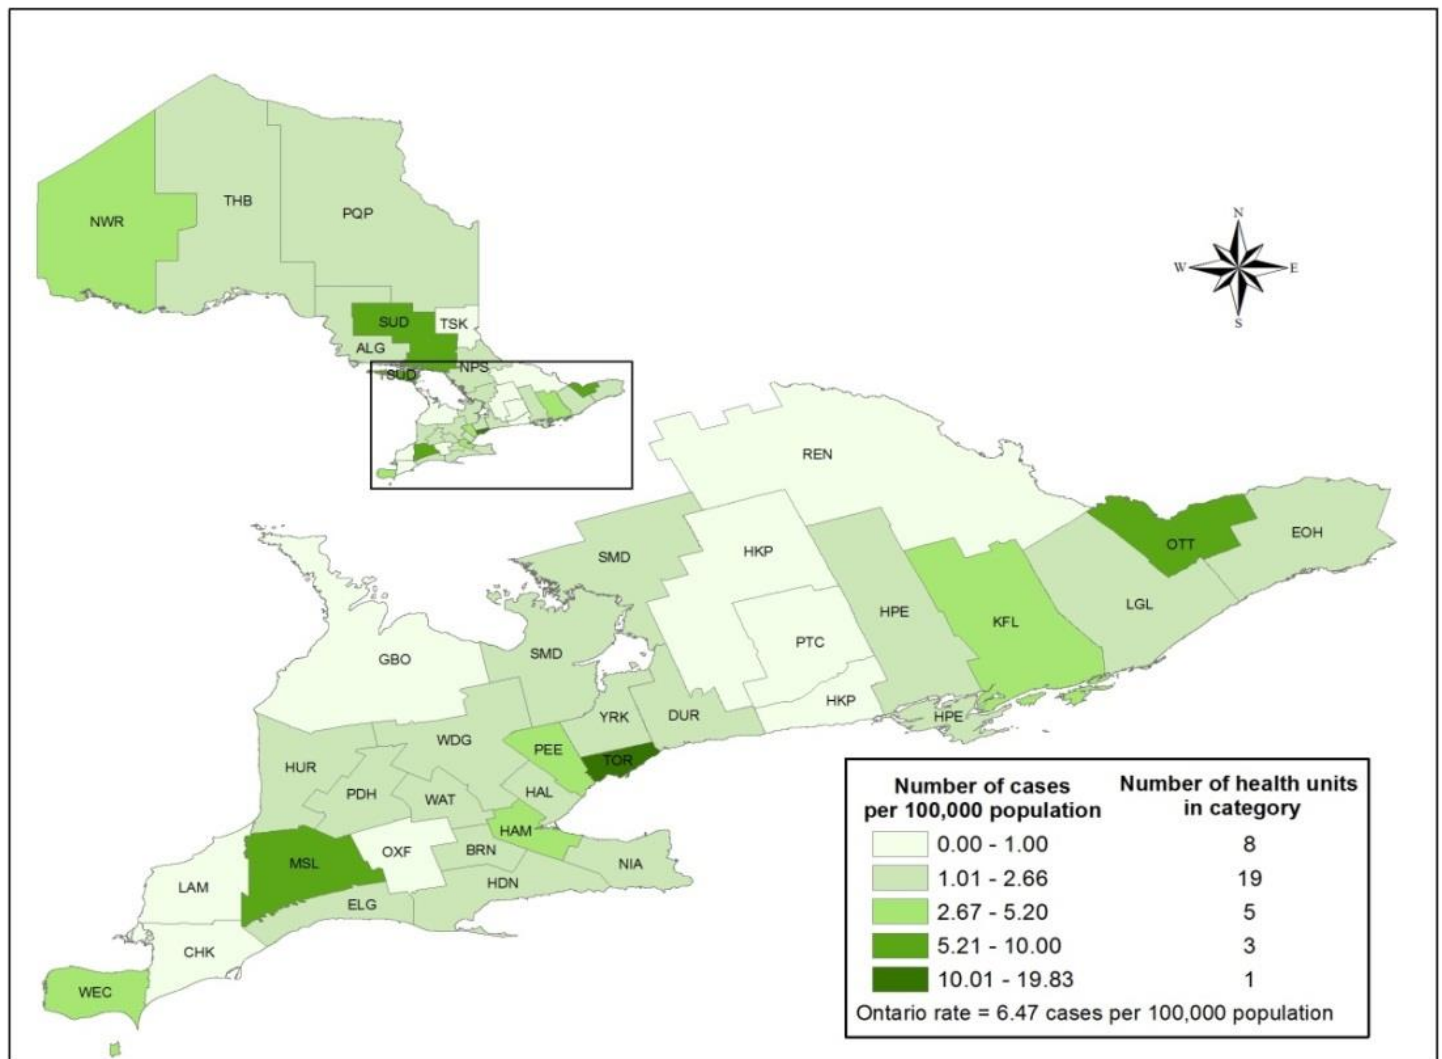 N
W E
S
NWR
THB
PQP
SUD
TSK
ALG
NPS
SUD
REN
SMD
HKP
OTT
EOH
HPE
KFL
LGL
PTC
GBO
SMD
HKP
YRK
DUR
HPE
WDG
PEE
TOR
HUR
PDH
WAT
HAL
HAM
MSL
OXF
BRN
NIA
LAM
HDN
ELG
CHK
WEC
Number of cases per 100,000 population
Number of health units in category
0.00 - 1.00 8
1.01 - 2.66 19
2.67 - 5.20 5
5.21 - 10.00 3
10.01 - 19.83 1
Ontario rate = 6.47 cases per 100,000 population